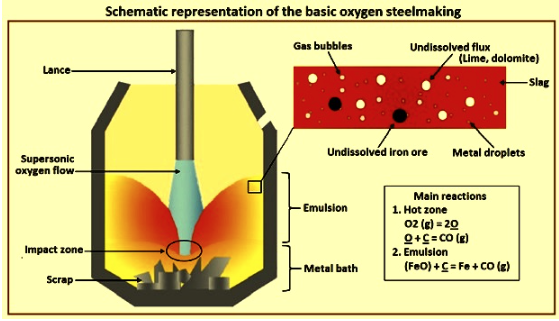 Schematic representation of the basic oxygen steelmaking
Gas bubbles
Undissolved flux
(Lime, dolomite)
Lance
Slag
Undissolved iron ore
Metal droplets
Supersonic
oxygen flow
Emulsion
Impact zone
Metal bath
Scrap
Main reactions
1. Hot zone
O2 (g) = 2O
O + C = CO (g)
2. Emulsion
(FeO) + C = Fe + CO (g)